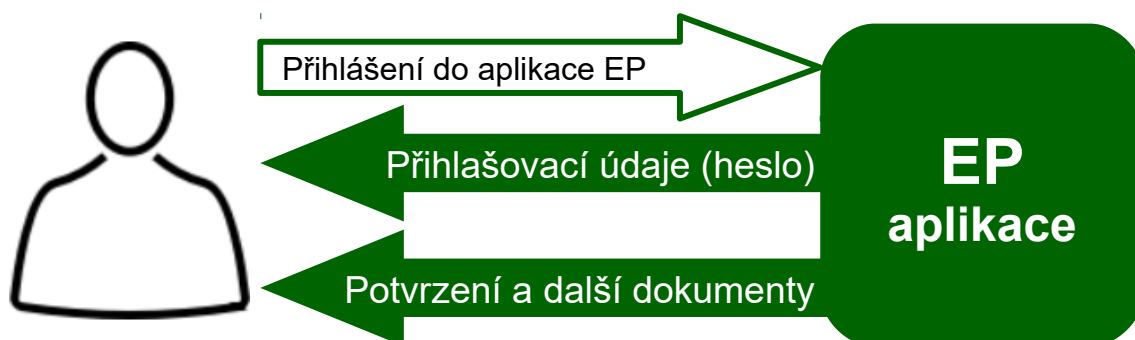 Přihlášení do aplikace EP
Přihlašovací údaje (heslo)
Potvrzení a další dokumenty
EP
aplikace